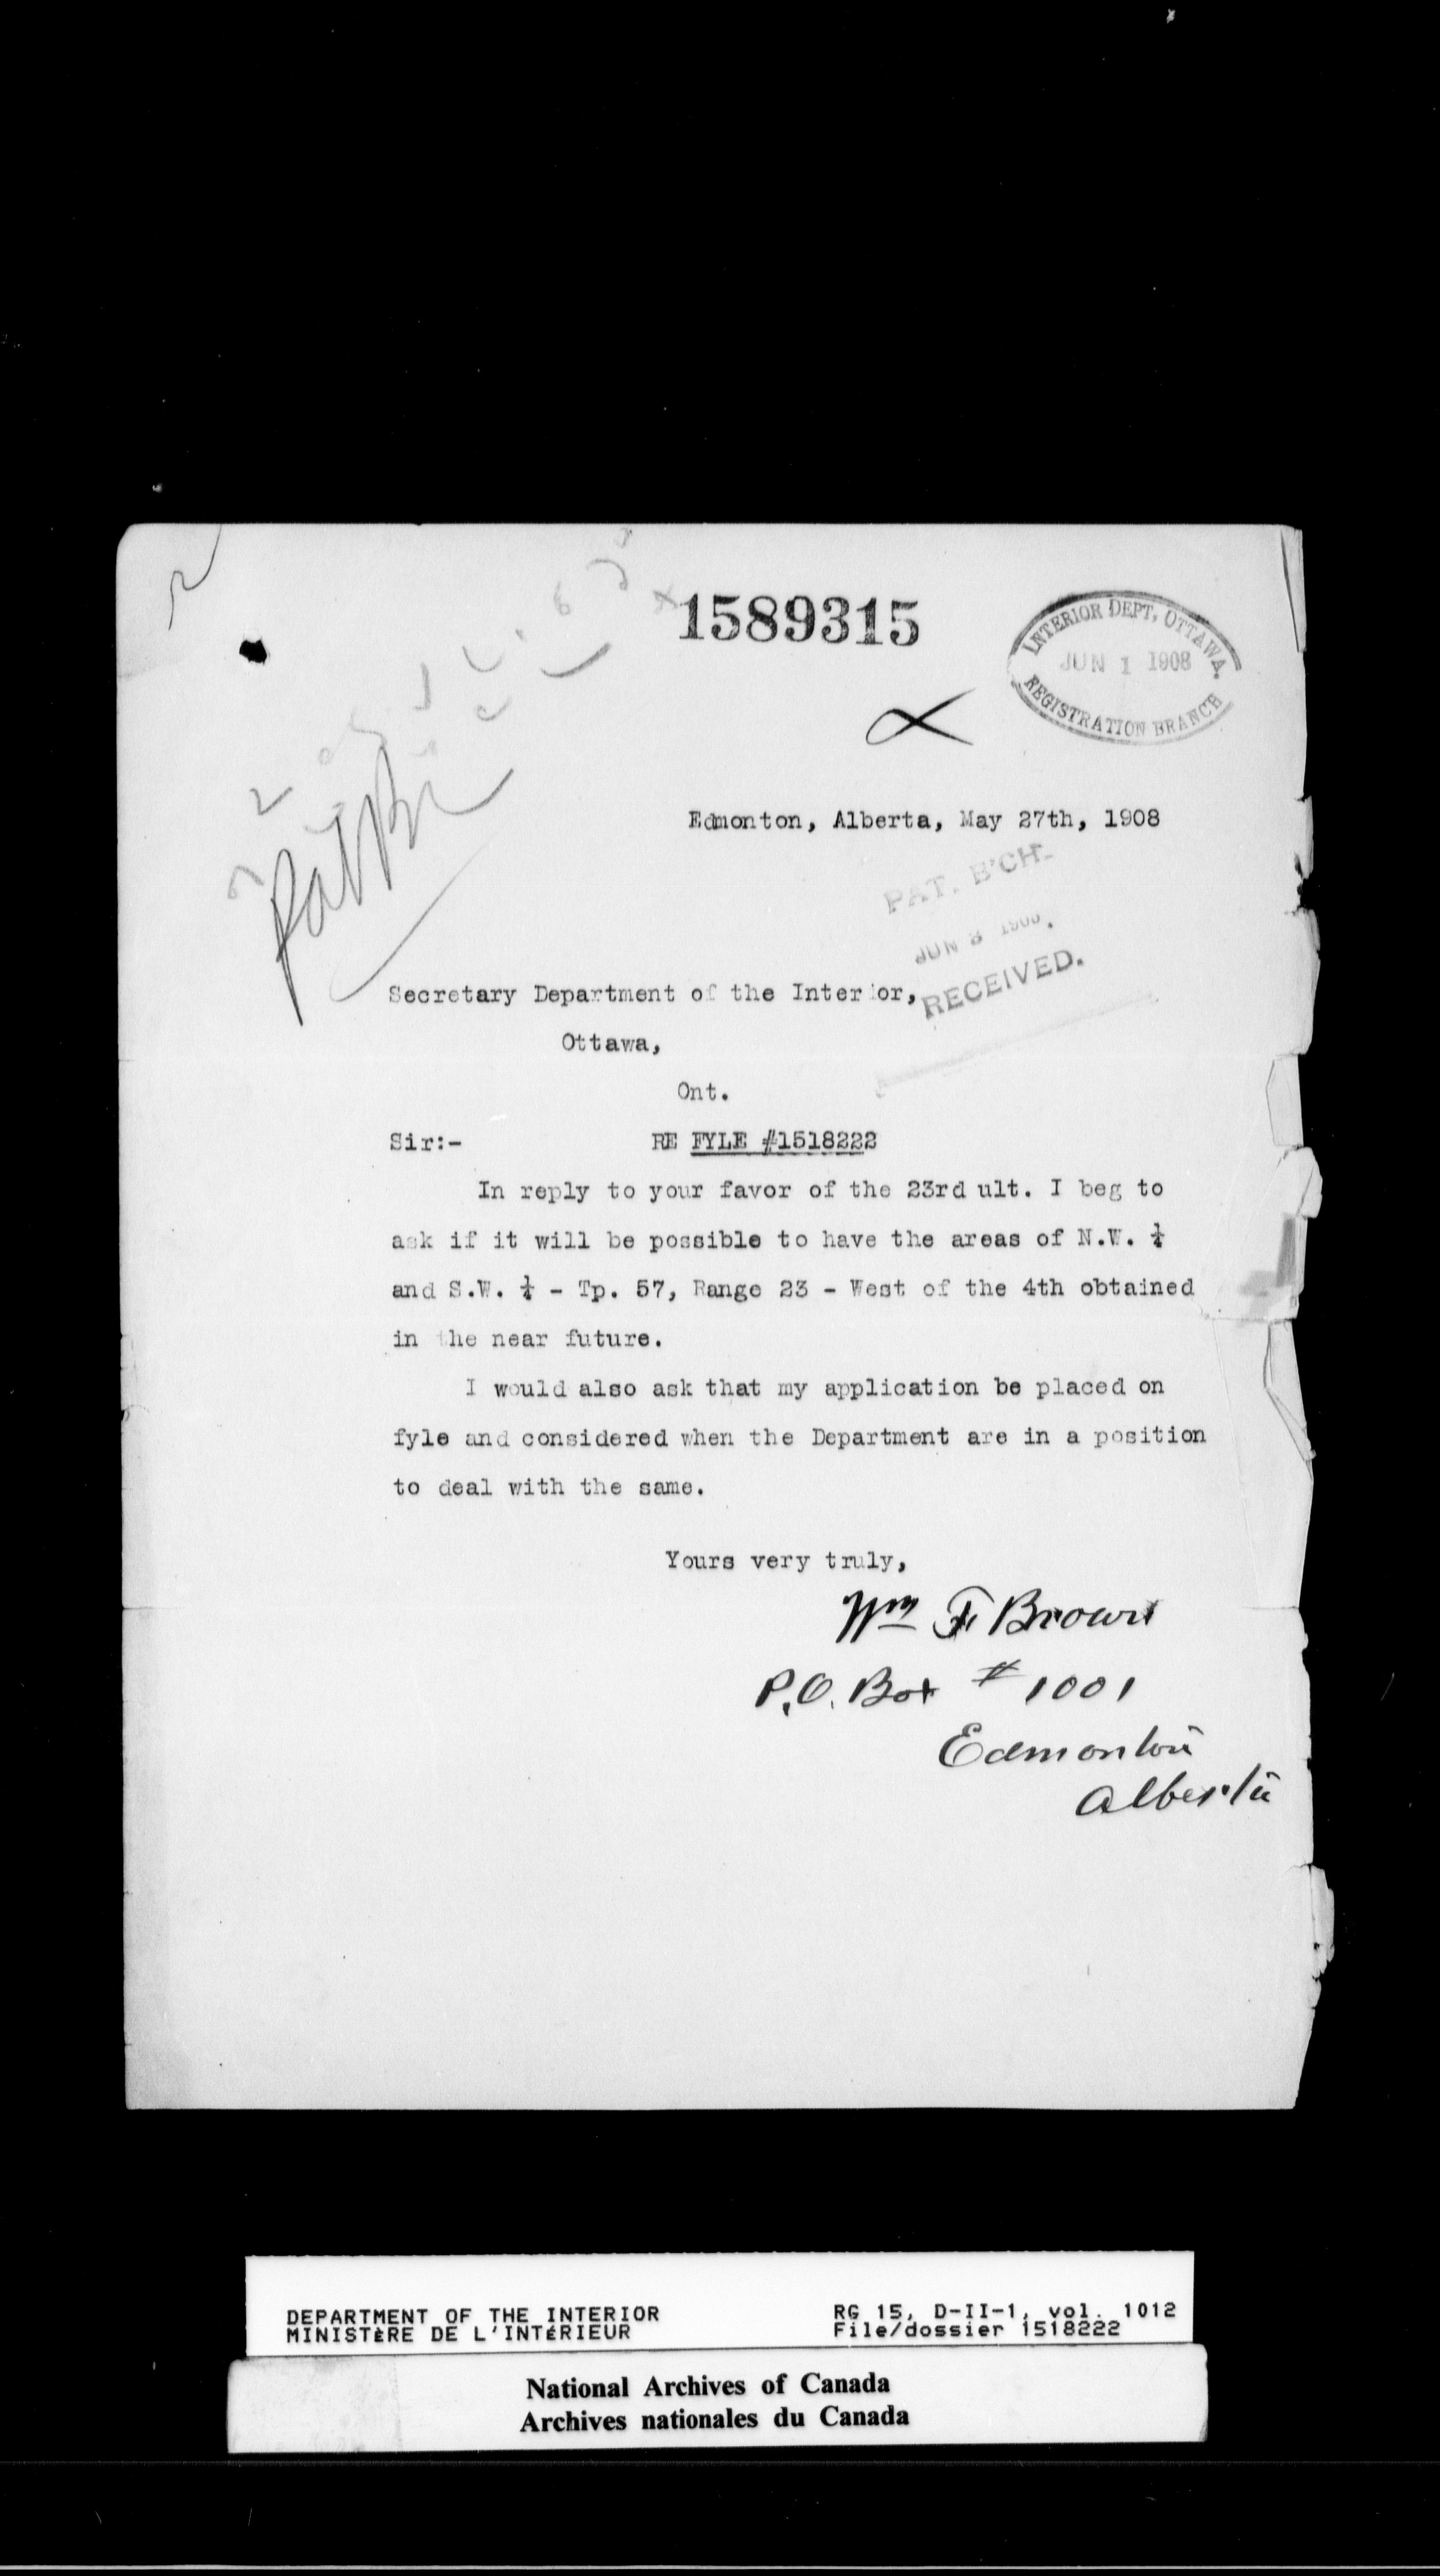 1589315
INTERIOR DEPT, OTTAWA.
JUN 1 1908
REGISTRATION BRANCH
Edmonton, Alberta, May 27th, 1908
PAT. B'CH.
JUN 3 1908.
RECEIVED.
Pat Br
Secretary Department of the Interior,
Ottawa,
Ont.
Sir:- RE FYLE #1518222
In reply to your favor of the 23rd ult. I beg to
ask if it will be possible to have the areas of N.W. ¼
and S.W. ¼ - Tp. 57, Range 23 - West of the 4th obtained
in the near future.
I would also ask that my application be placed on
fyle and considered when the Department are in a position
to deal with the same.
Yours very truly,
Wm F. Brown
P.O. Box # 1001
Edmonton
Alberta
DEPARTMENT OF THE INTERIOR RG 15, D-II-1, vol. 1012
MINISTÈRE DE L'INTÉRIEUR File/dossier 1518222
National Archives of Canada
Archives nationales du Canada